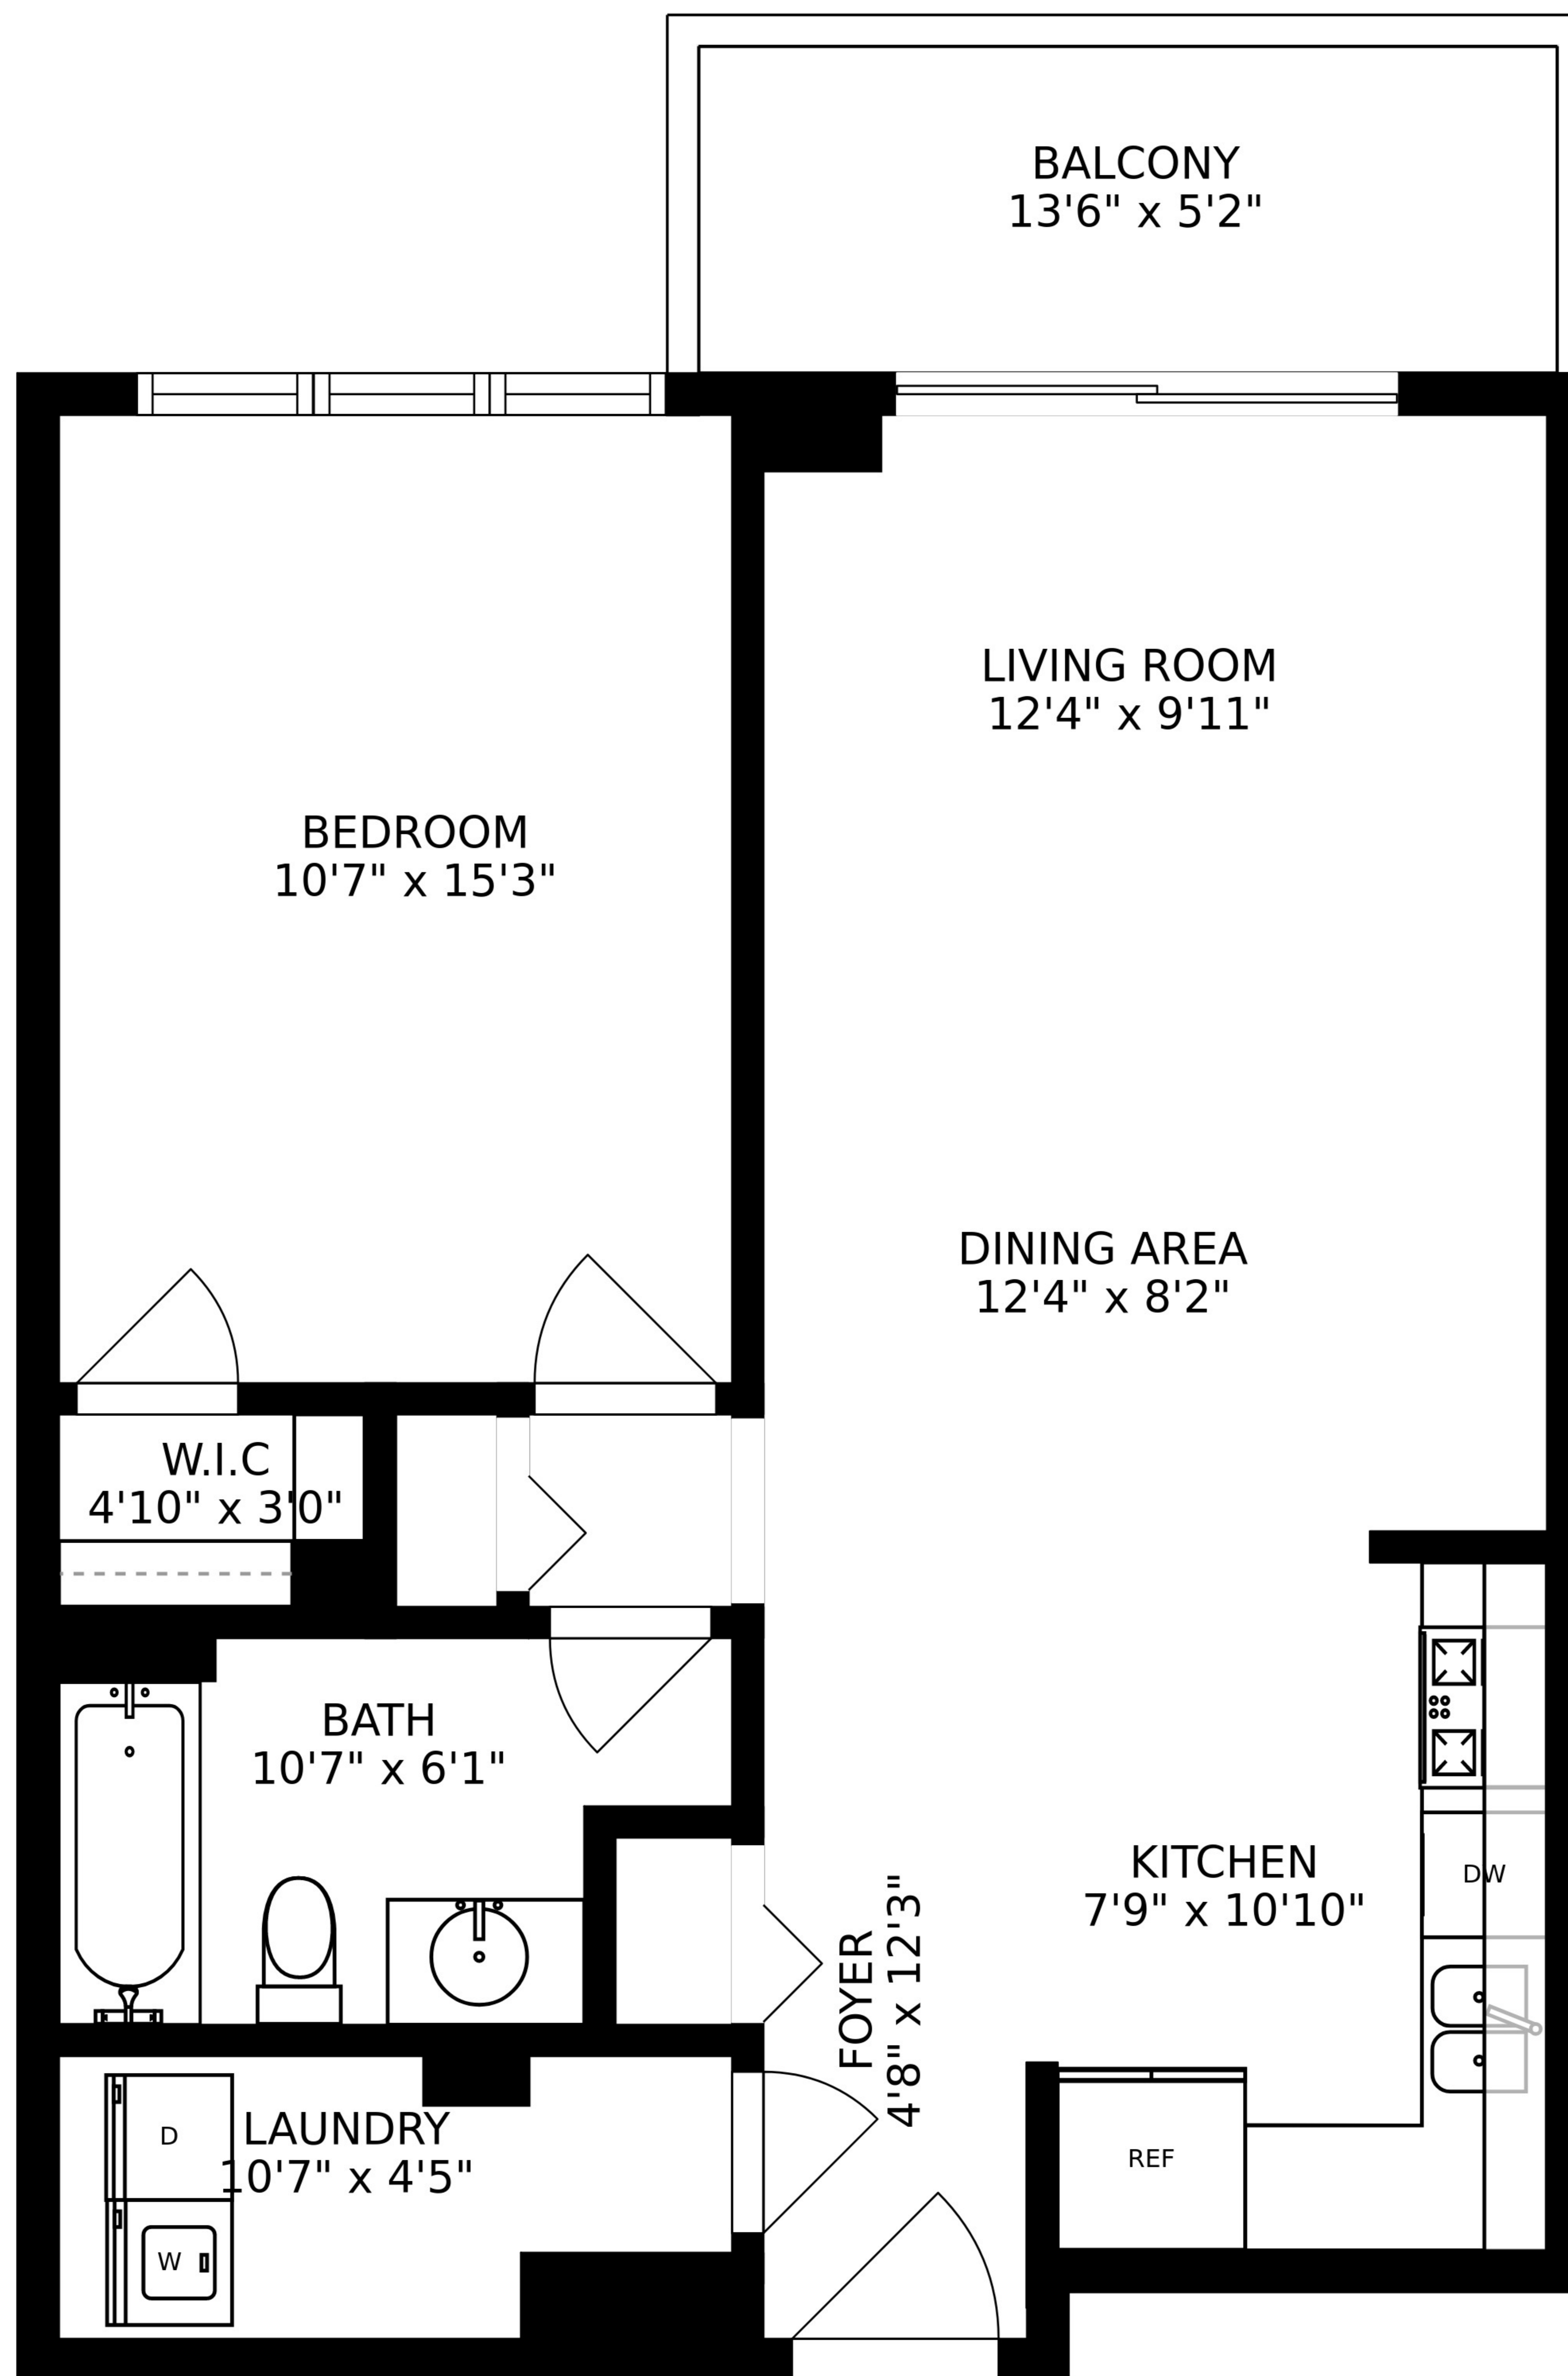 BALCONY
13'6" x 5'2"
LIVING ROOM
12'4" x 9'11"
BEDROOM
10'7" x 15'3"
DINING AREA
12'4" x 8'2"
W.I.C
4'10" x 3'0"
BATH
10'7" x 6'1"
KITCHEN
7'9" x 10'10"
DW
FOYER
4'8" x 12'3"
LAUNDRY
10'7" x 4'5"
D
W
REF